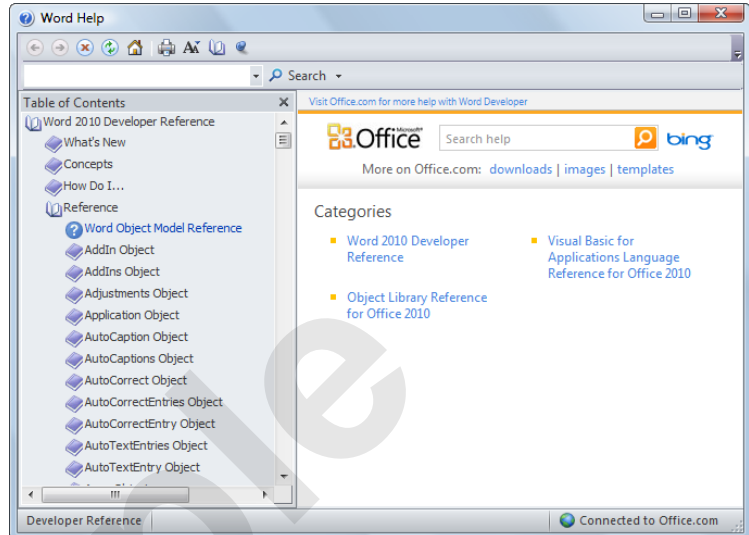 Word Help
Search
Table of Contents
Visit Office.com for more help with Word Developer
Word 2010 Developer Reference
What's New
Concepts
How Do I...
Reference
Word Object Model Reference
AddIn Object
AddIns Object
Adjustments Object
Application Object
AutoCaption Object
AutoCaptions Object
AutoCorrect Object
AutoCorrectEntries Object
AutoCorrectEntry Object
AutoTextEntries Object
AutoTextEntry Object
Microsoft
Office
Search help
bing
More on Office.com: downloads | images | templates
Categories
Word 2010 Developer
Reference
Object Library Reference
for Office 2010
Visual Basic for
Applications Language
Reference for Office 2010
Developer Reference
Connected to Office.com